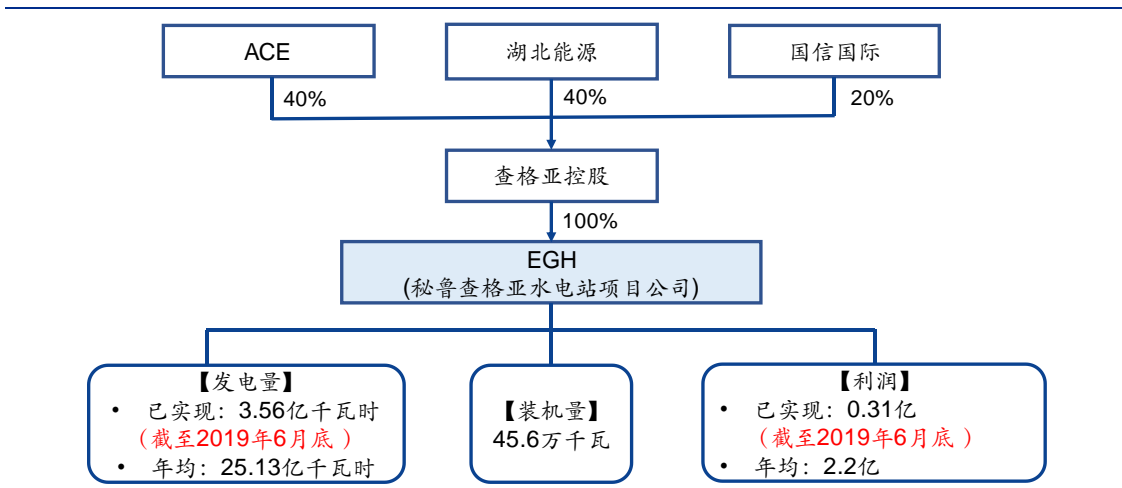 ACE
湖北能源
国信国际
40%
40%
20%
查格亚控股
100%
EGH
(秘鲁查格亚水电站项目公司)
【发电量】
• 已实现：3.56亿千瓦时
（截至2019年6月底 ）
• 年均：25.13亿千瓦时
【装机量】
45.6万千瓦
【利润】
• 已实现：0.31亿
（截至2019年6月底 ）
• 年均：2.2亿